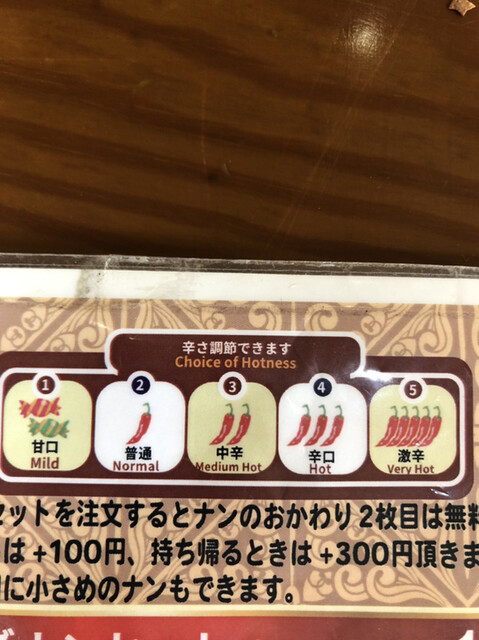 辛さ調節できます
Choice of Hotness
1 2 3 4 5
甘口 普通 中辛 辛口 激辛
Mild Normal Medium Hot Hot Very Hot
セットを注文するとナンのおかわり2枚目は無料
は+100円、持ち帰るときは+300円頂きま
に小さめのナンもできます。